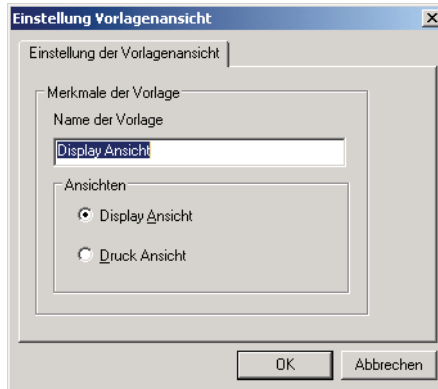 Einstellung Vorlagenansicht
Einstellung der Vorlagenansicht
Merkmale der Vorlage
Name der Vorlage
Display Ansicht
Ansichten
Display Ansicht
Druck Ansicht
OK Abbrechen